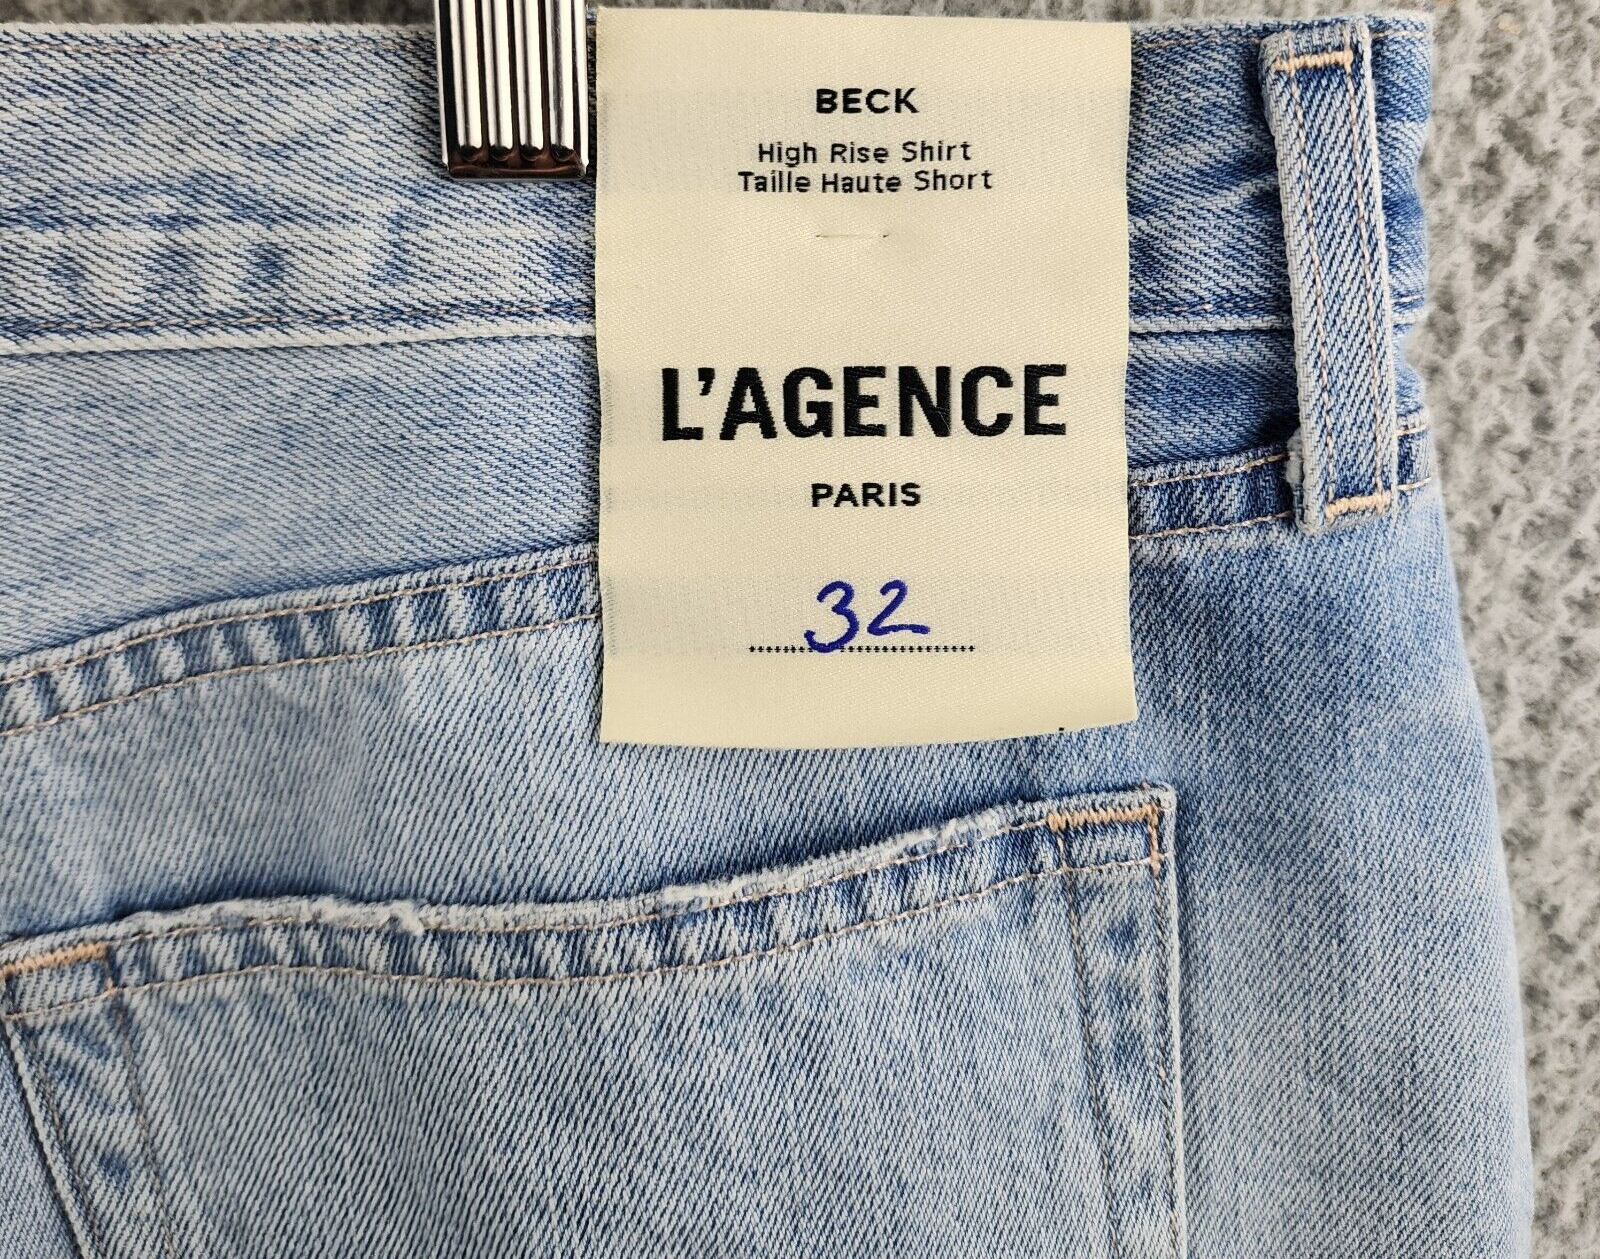 BECK
High Rise Shirt
Taille Haute Short
L'AGENCE
PARIS
32